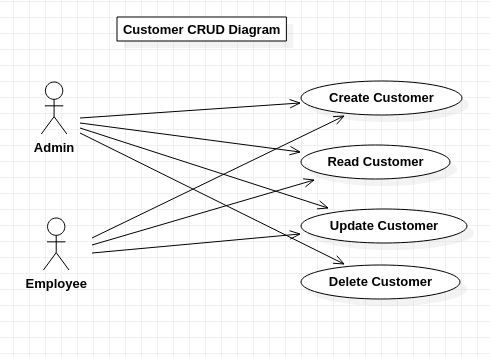 Customer CRUD Diagram
Create Customer
Admin
Read Customer
Update Customer
Employee
Delete Customer